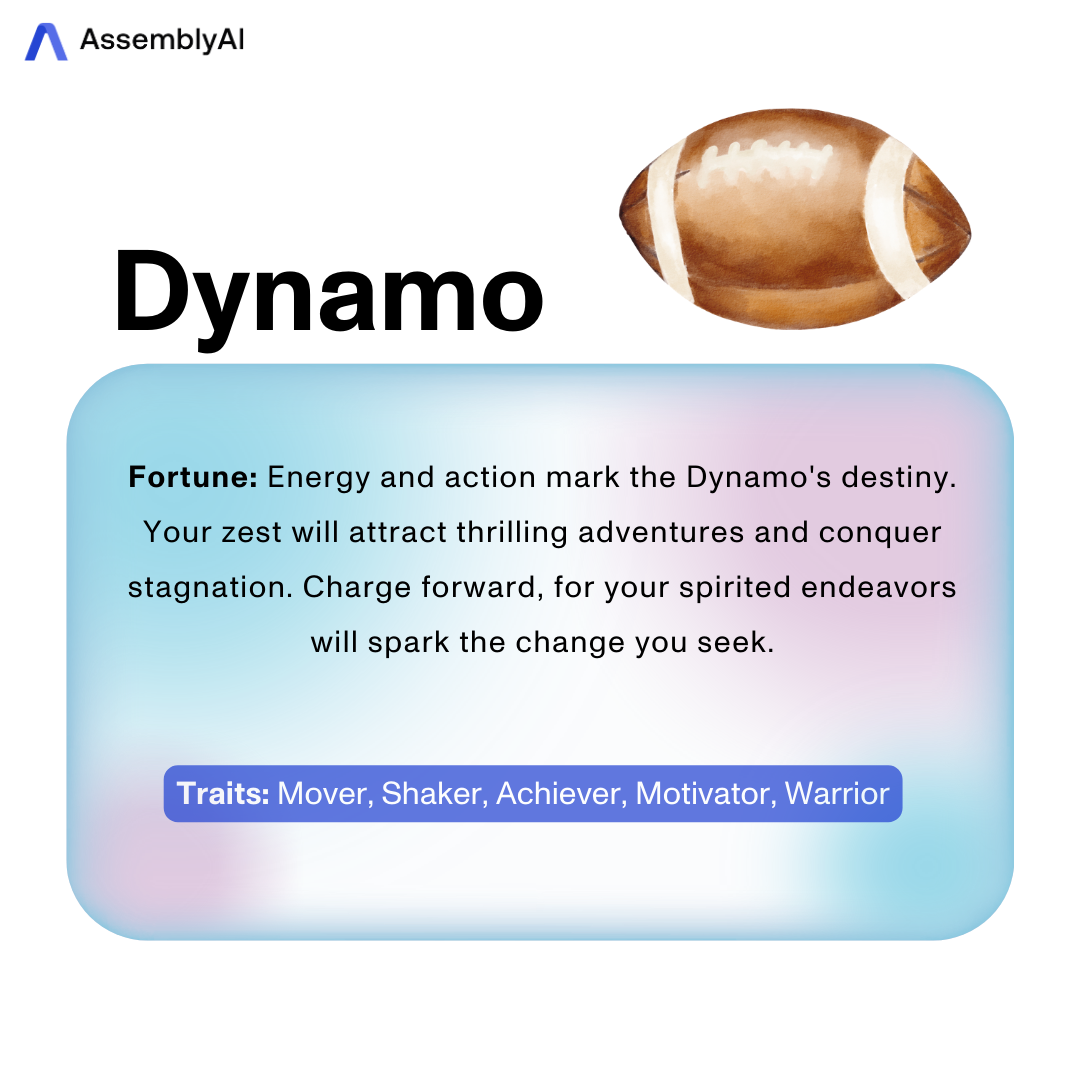 AssemblyAI
Dynamo
Fortune: Energy and action mark the Dynamo's destiny.
Your zest will attract thrilling adventures and conquer
stagnation. Charge forward, for your spirited endeavors
will spark the change you seek.
Traits: Mover, Shaker, Achiever, Motivator, Warrior